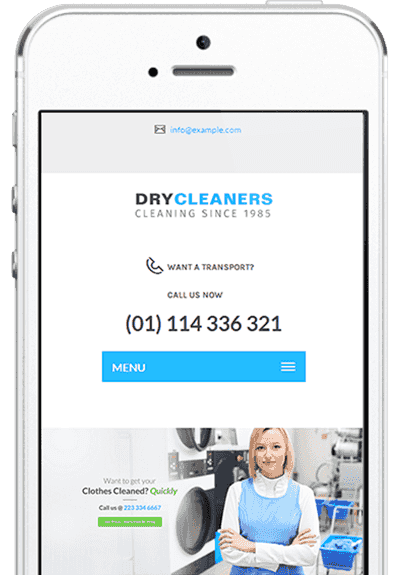 info@example.com
DRYCLEANERS
CLEANING SINCE 1985
WANT A TRANSPORT?
CALL US NOW
(01) 114 336 321
MENU
Want to get your
Clothes Cleaned? Quickly
Call us @ 223 334 6667